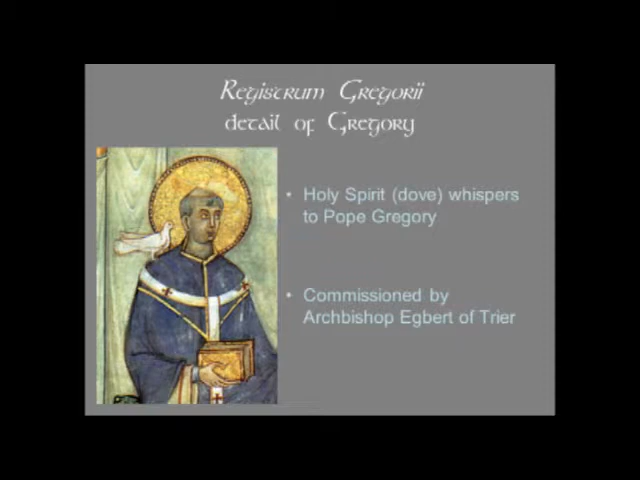 Registrum Gregorii
detail of Gregory
• Holy Spirit (dove) whispers
to Pope Gregory
• Commissioned by
Archbishop Egbert of Trier